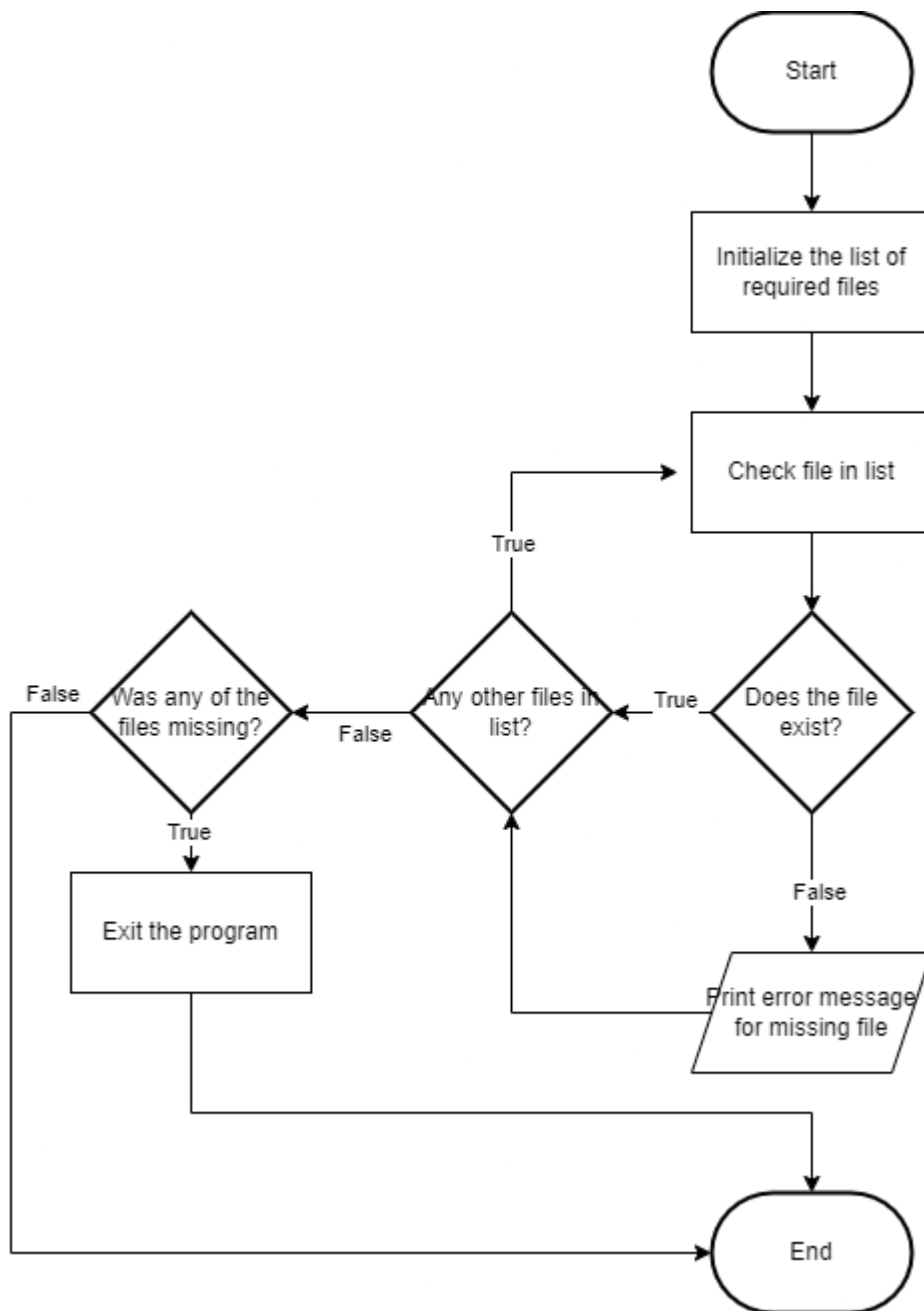 Start
Initialize the list of
required files
Check file in list
True
Does the file
exist?
True
Any other files in
list?
False
Was any of the
files missing?
False
True
Exit the program
False
Print error message
for missing file
End